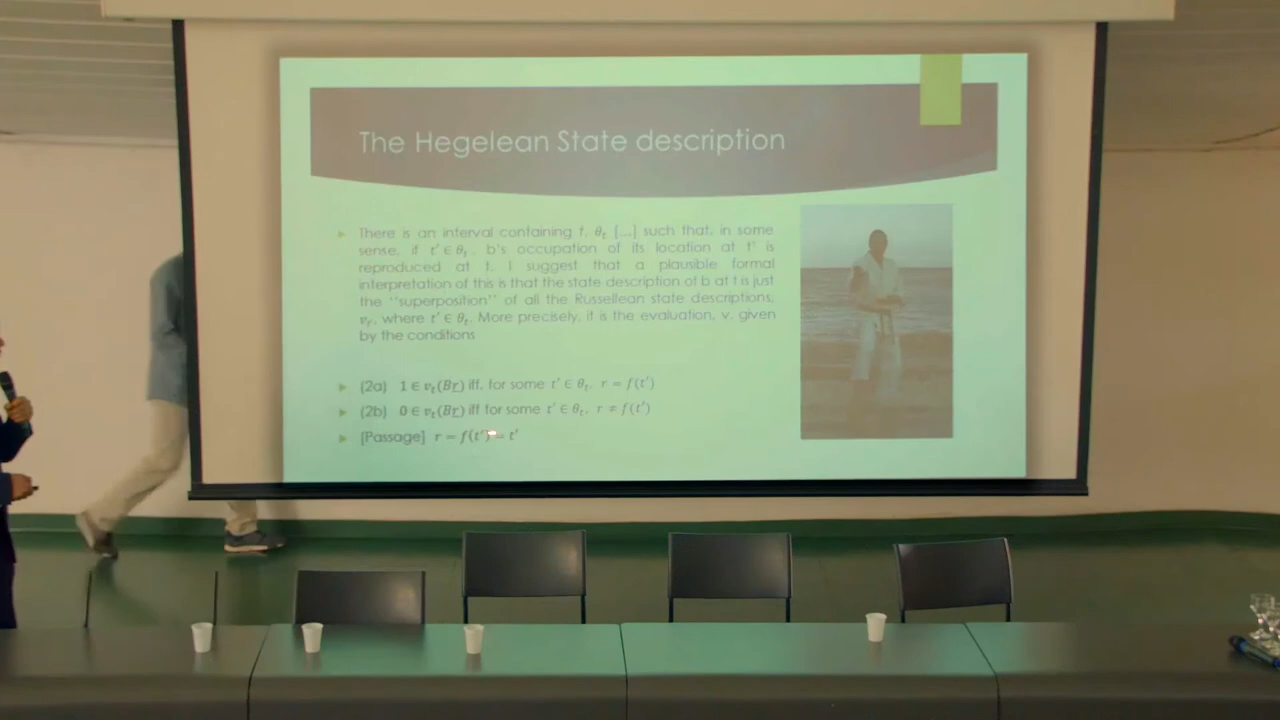 The Hegelean State description
There is an interval containing t, θₜ [...] such that, in some
sense, if t' ∈ θₜ, b's occupation of its location at t' is
reproduced at t. I suggest that a plausible formal
interpretation of this is that the state description of b at t is just
the ''superposition'' of all the Russellean state descriptions,
vₜ', where t' ∈ θₜ. More precisely, it is the evaluation, v, given
by the conditions
(2a) 1 ∈ vₜ(Br) iff, for some t' ∈ θₜ, r = f(t')
(2b) 0 ∈ vₜ(Br) iff for some t' ∈ θₜ, r ≠ f(t')
[Passage] r = f(t') = t'